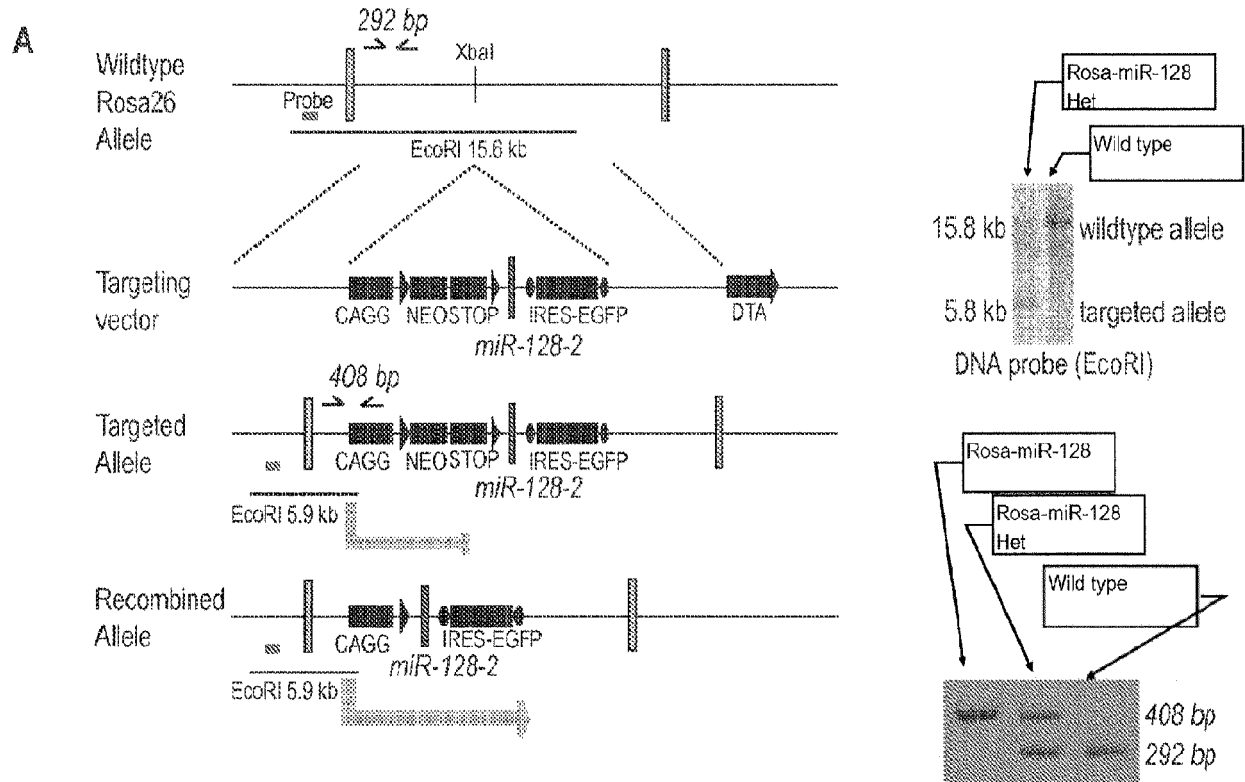 A
292 bp
Wildtype
Rosa26
Allele
XbaI
Probe
EcoRI 15.6 kb
Targeting
vector
CAGG NEO STOP IRES-EGFP DTA
miR-128-2
408 bp
Targeted
Allele
CAGG NEO STOP IRES-EGFP
miR-128-2
EcoRI 5.9 kb
Recombined
Allele
CAGG IRES-EGFP
miR-128-2
EcoRI 5.9 kb
Rosa-miR-128
Het
Wild type
15.8 kb wildtype allele
5.8 kb targeted allele
DNA probe (EcoRI)
Rosa-miR-128
Rosa-miR-128
Het
Wild type
408 bp
292 bp